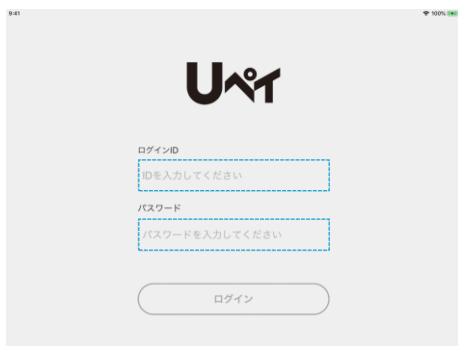 9:41 100%
Uペイ
ログインID
IDを入力してください
パスワード
パスワードを入力してください
ログイン